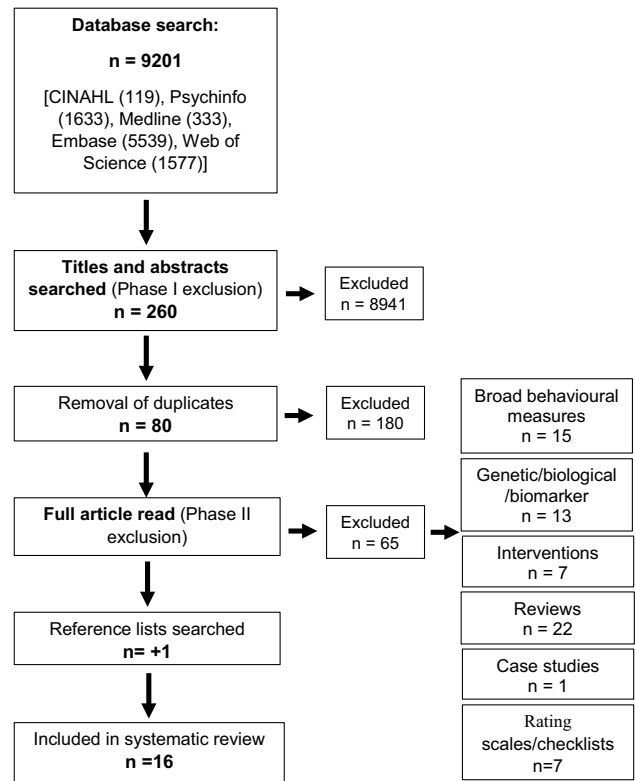 Database search:
n = 9201
[CINAHL (119), Psychinfo
(1633), Medline (333),
Embase (5539), Web of
Science (1577)]
Titles and abstracts
searched (Phase I exclusion)
n = 260
Excluded
n = 8941
Removal of duplicates
n = 80
Excluded
n = 180
Full article read (Phase II
exclusion)
Excluded
n = 65
Broad behavioural
measures
n = 15
Genetic/biological
/biomarker
n = 13
Interventions
n = 7
Reviews
n = 22
Case studies
n = 1
Rating
scales/checklists
n=7
Reference lists searched
n= +1
Included in systematic review
n =16